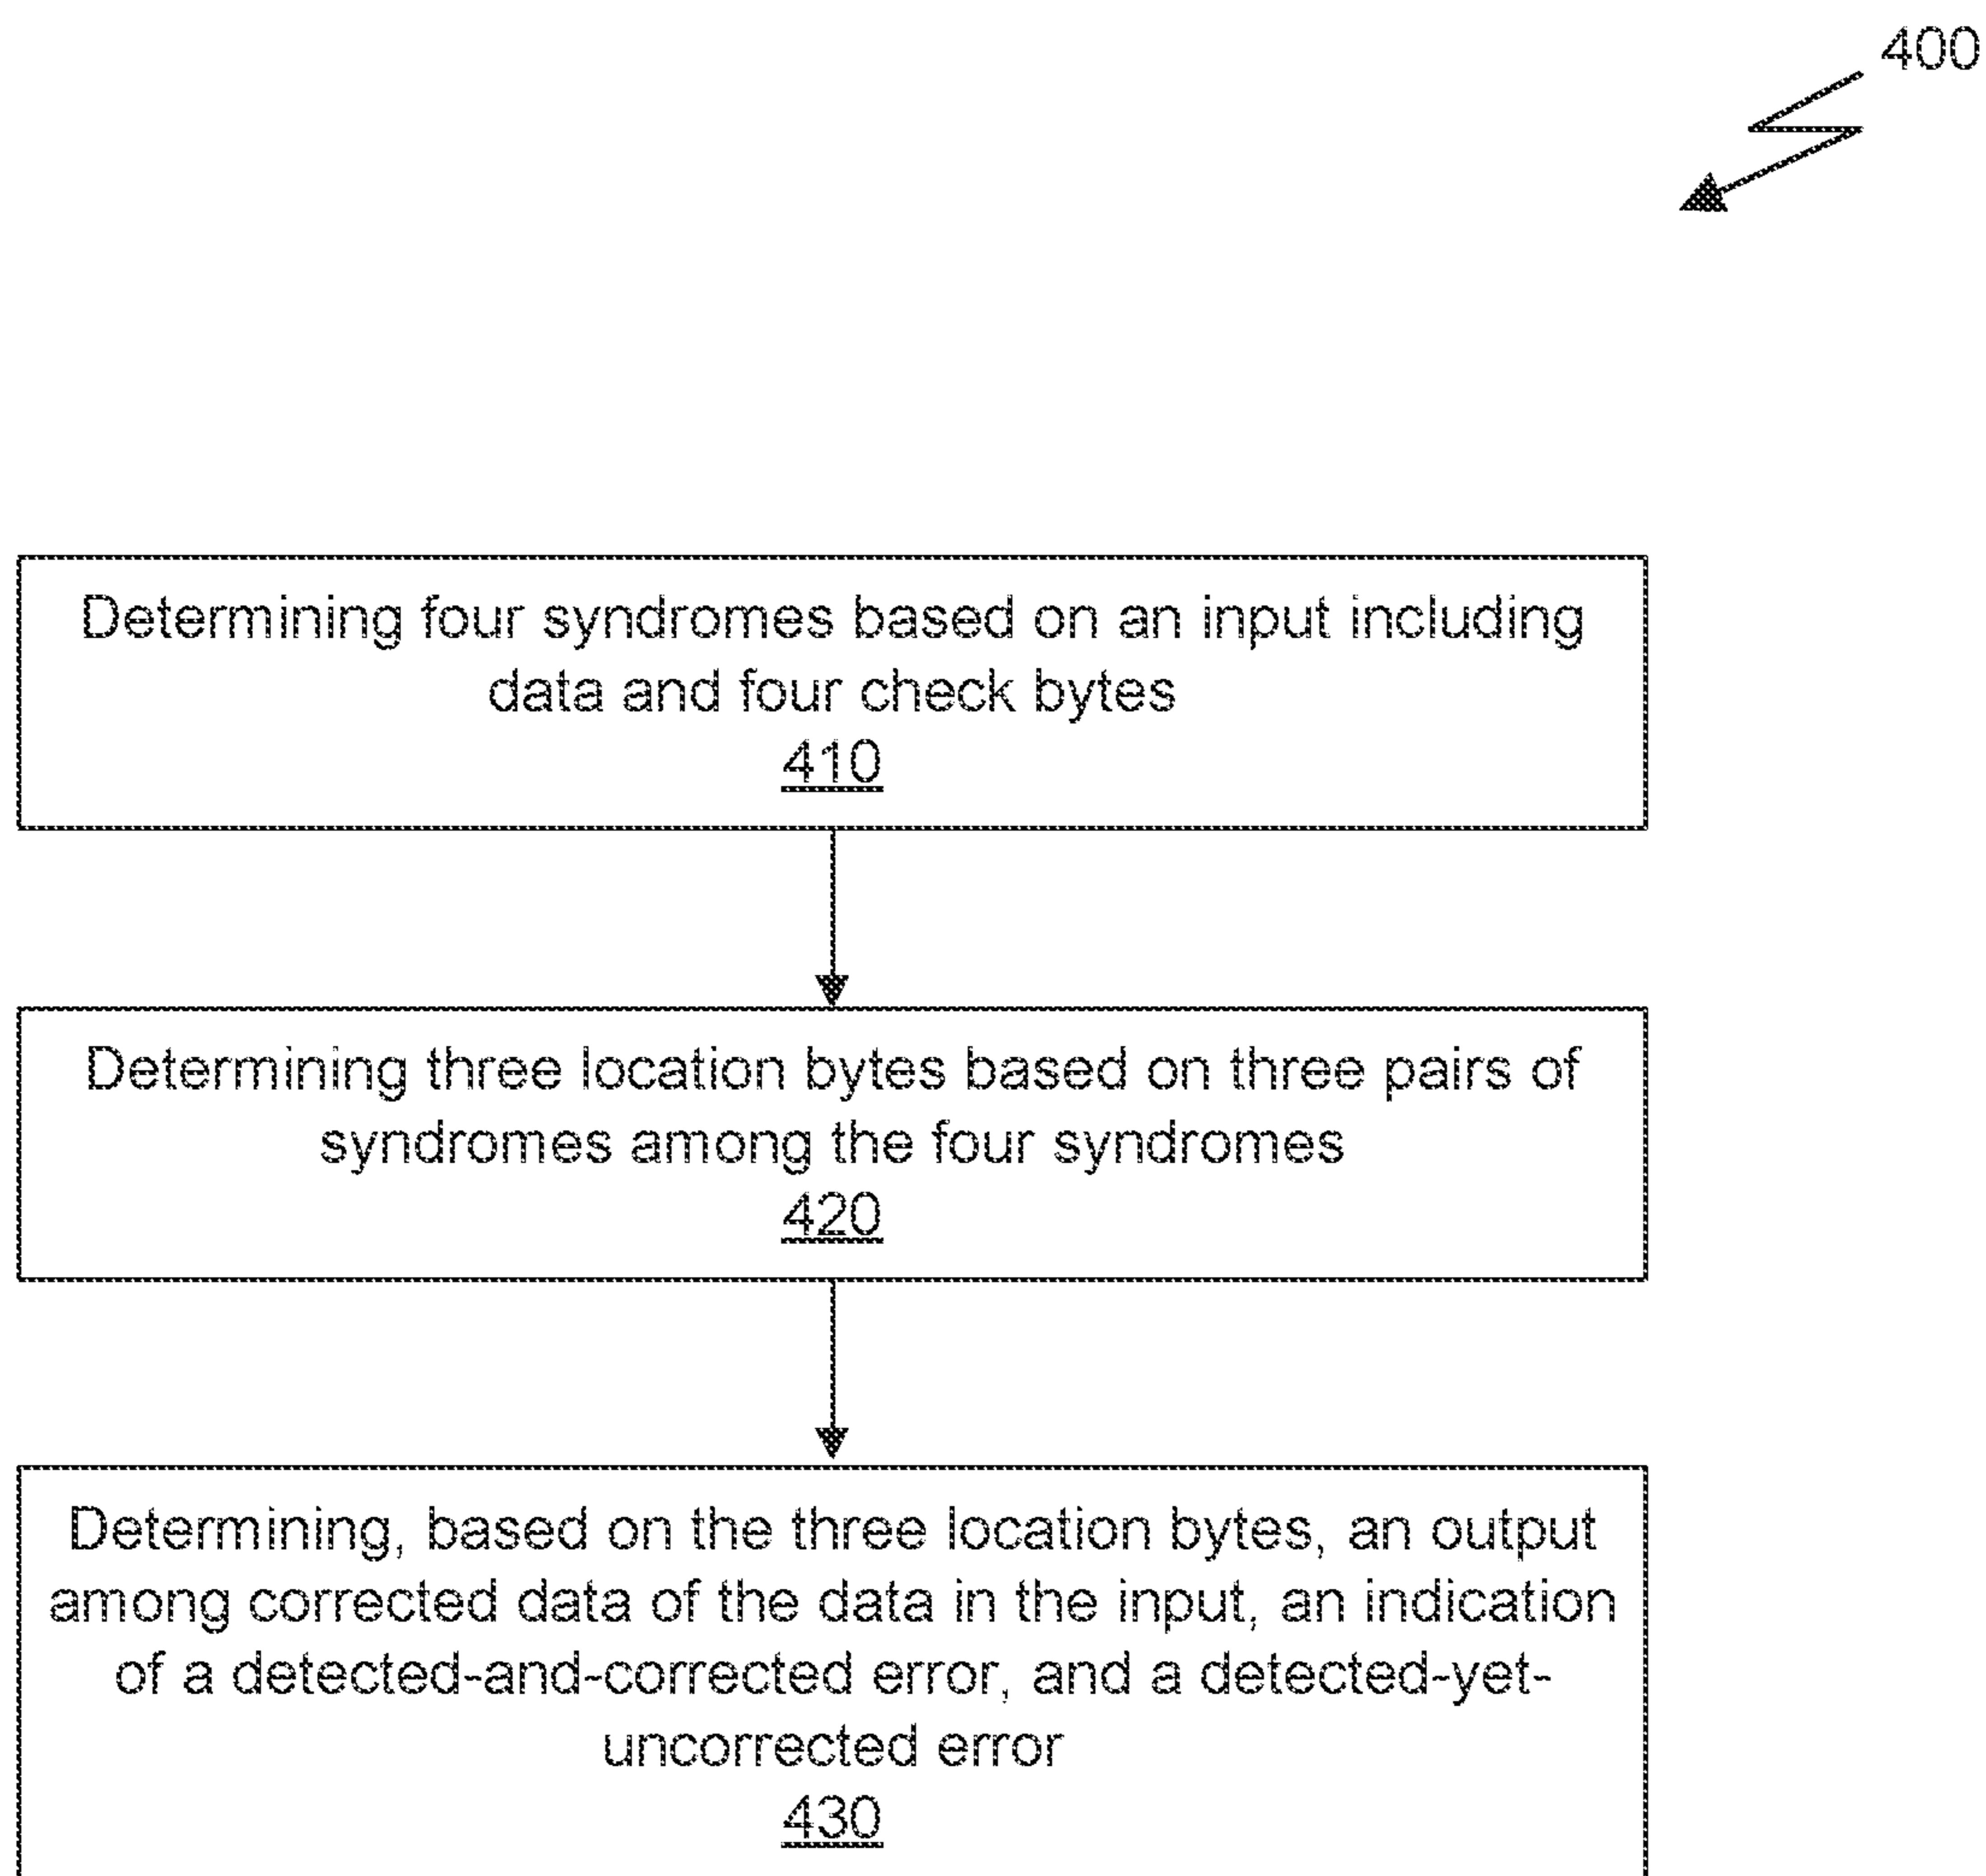 400
Determining four syndromes based on an input including
data and four check bytes
410
Determining three location bytes based on three pairs of
syndromes among the four syndromes
420
Determining, based on the three location bytes, an output
among corrected data of the data in the input, an indication
of a detected-and-corrected error, and a detected-yet-
uncorrected error
430